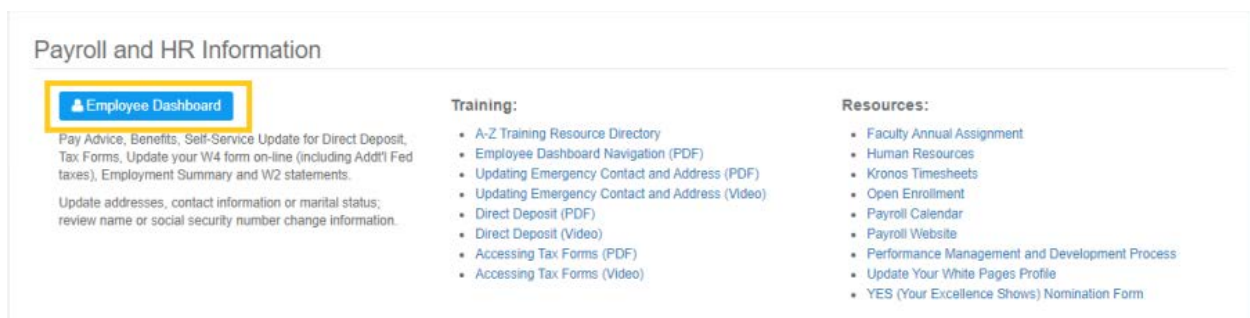 Payroll and HR Information
Employee Dashboard
Pay Advice, Benefits, Self-Service Update for Direct Deposit,
Tax Forms, Update your W4 form on-line (including Addt'l Fed
taxes), Employment Summary and W2 statements.
Update addresses, contact information or marital status;
review name or social security number change information.
Training:
A-Z Training Resource Directory
Employee Dashboard Navigation (PDF)
Updating Emergency Contact and Address (PDF)
Updating Emergency Contact and Address (Video)
Direct Deposit (PDF)
Direct Deposit (Video)
Accessing Tax Forms (PDF)
Accessing Tax Forms (Video)
Resources:
Faculty Annual Assignment
Human Resources
Kronos Timesheets
Open Enrollment
Payroll Calendar
Payroll Website
Performance Management and Development Process
Update Your White Pages Profile
YES (Your Excellence Shows) Nomination Form